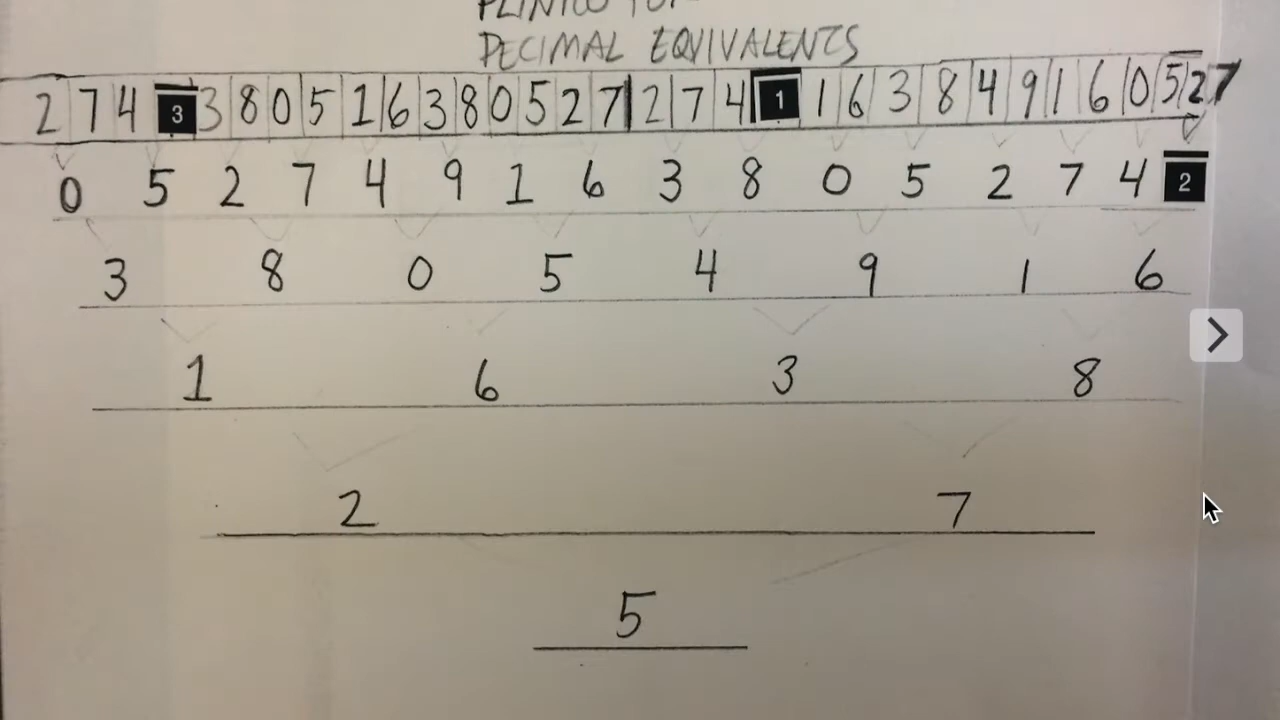 DECIMAL EQUIVALENTS
2 7 4 3 3 8 0 5 1 6 3 8 0 5 2 7 2 7 4 1 1 6 3 8 4 9 1 6 0 5 2 7
0 5 2 7 4 9 1 6 3 8 0 5 2 7 4 2
3 8 0 5 4 9 1 6
1 6 3 8
2 7
5